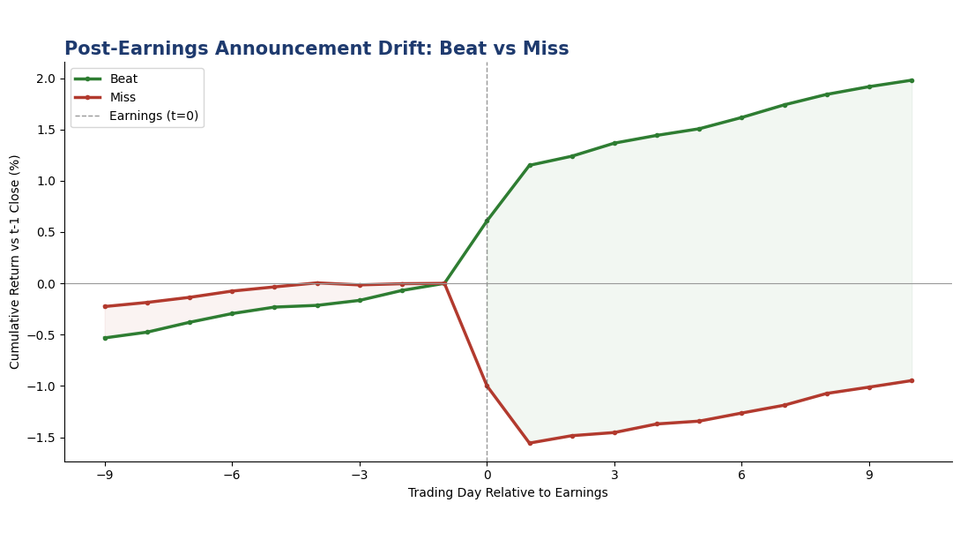 Post-Earnings Announcement Drift: Beat vs Miss
Beat
Miss
Earnings (t=0)
Cumulative Return vs t-1 Close (%)
2.0
1.5
1.0
0.5
0.0
−0.5
−1.0
−1.5
−9
−6
−3
0
3
6
9
Trading Day Relative to Earnings